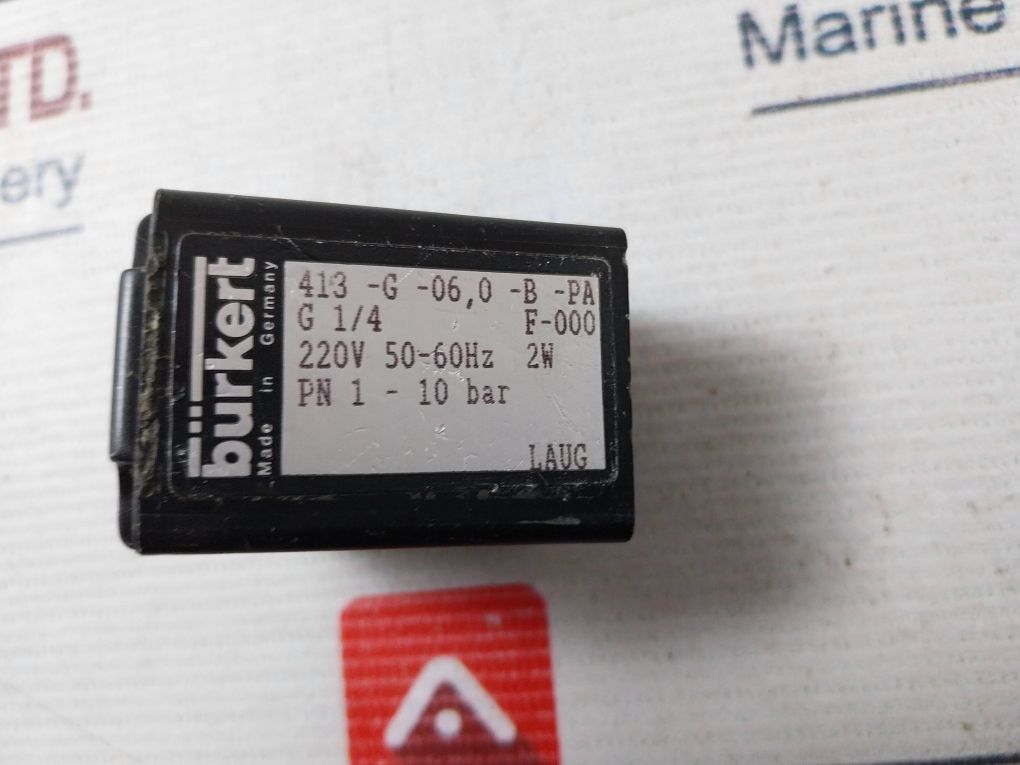 TD.
ery
Marine
bürkert
Made in Germany
413 -G -06,0 -B -PA
G 1/4 F-000
220V 50-60Hz 2W
PN 1 - 10 bar
LAUG